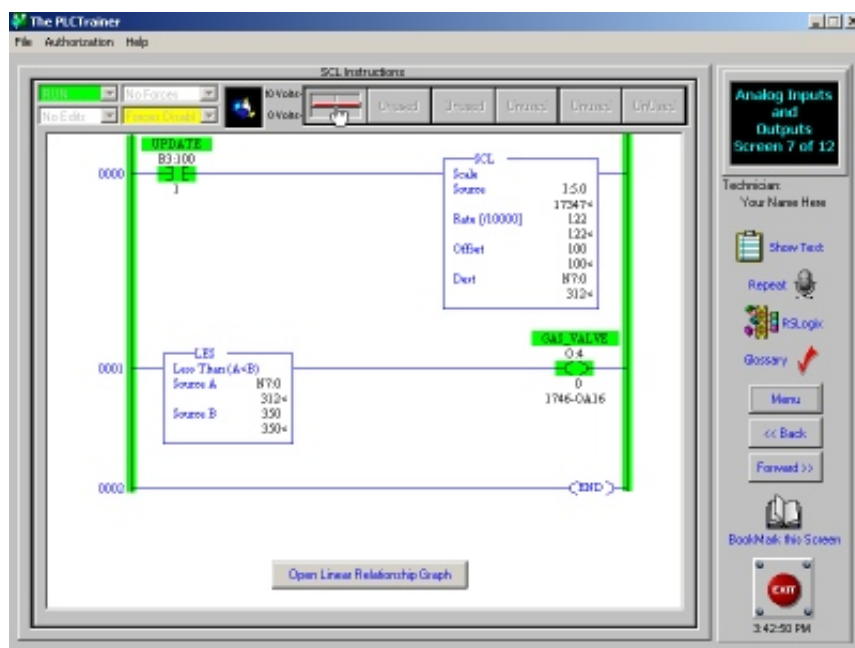 The PLCTrainer
File Authorization Help
SCL Instructions
RUN No Forces
No Edits Forces Disabl
10 Volts
0 Volts
Unused Unused Unused Unused Unused
Analog Inputs
and
Outputs
Screen 7 of 12
Technician:
Your Name Here
Show Text
Repeat
RSLogix
Glossary
Menu
<< Back
Forward >>
BookMark this Screen
EXIT
3:42:50 PM
UPDATE
B3:100
0000
1
SCL
Scale
Source I:5.0
17347<
Rate [/10000] 122
122<
Offset 100
100<
Dest N7:0
312<
GAS_VALVE
O:4
0
1746-OA16
0001
LES
Less Than (A<B)
Source A N7:0
312<
Source B 350
350<
0002
END
Open Linear Relationship Graph